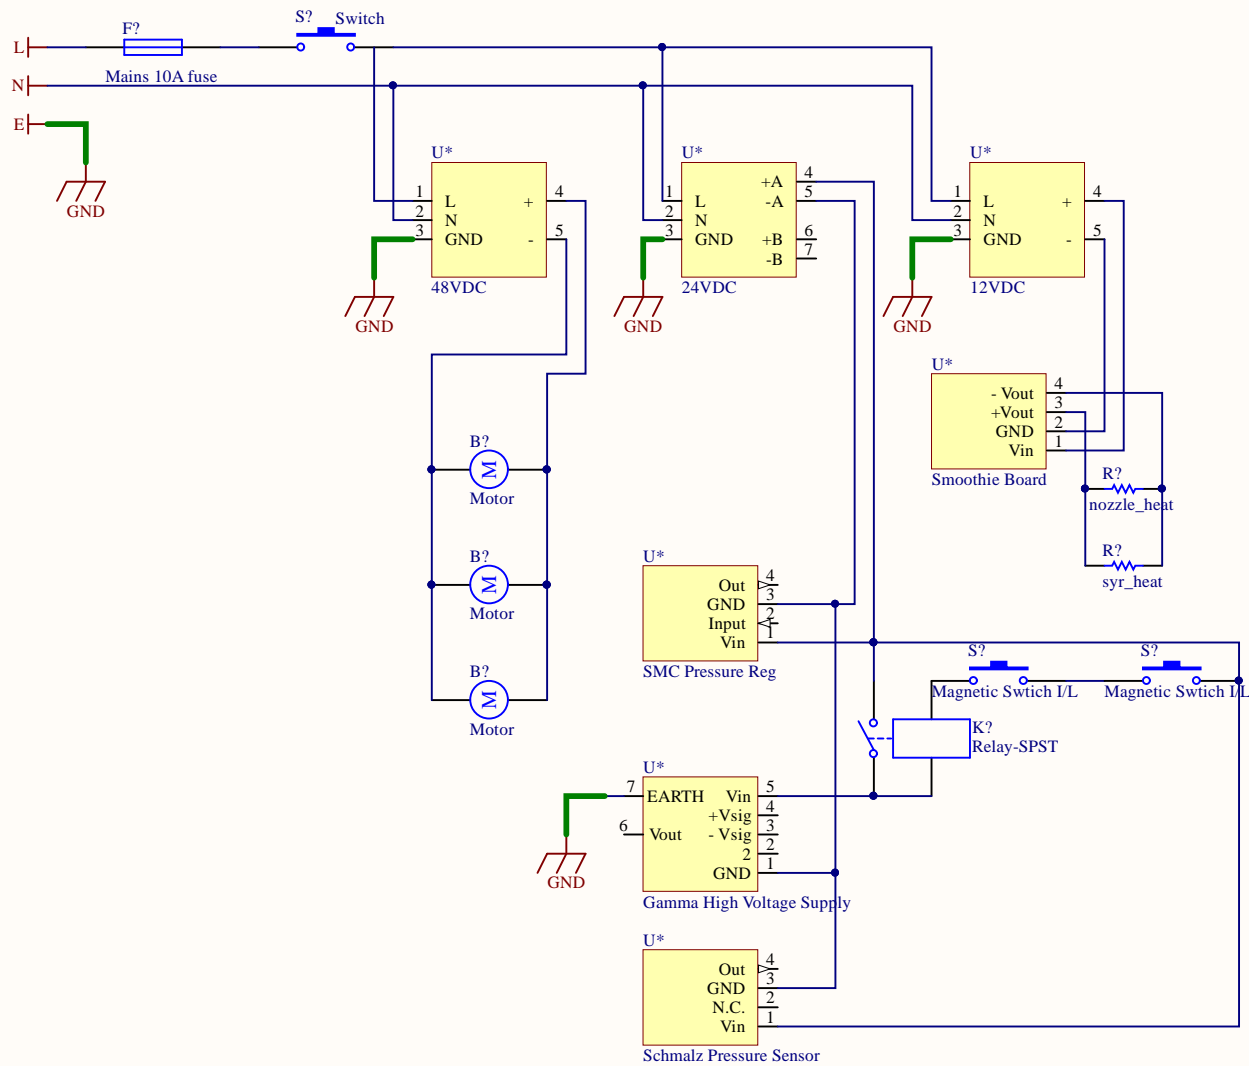 S? Switch
F?
L
Mains 10A fuse
N
E
GND
U*
1 L + 4
2 N
3 GND - 5
48VDC
GND
U*
+A 4
1 L -A 5
2 N
3 GND +B 6
-B 7
24VDC
GND
U*
1 L + 4
2 N
3 GND - 5
12VDC
GND
U*
- Vout 4
+Vout 3
GND 2
Vin 1
Smoothie Board
R?
nozzle_heat
R?
syr_heat
B?
M
Motor
B?
M
Motor
B?
M
Motor
U*
Out 4
GND 3
Input 2
Vin 1
SMC Pressure Reg
S?
Magnetic Swtich I/L
S?
Magnetic Swtich I/L
K?
Relay-SPST
U*
7 EARTH Vin 5
+Vsig 4
6 Vout - Vsig 3
2 2
GND 1
Gamma High Voltage Supply
GND
U*
Out 4
GND 3
N.C. 2
Vin 1
Schmalz Pressure Sensor